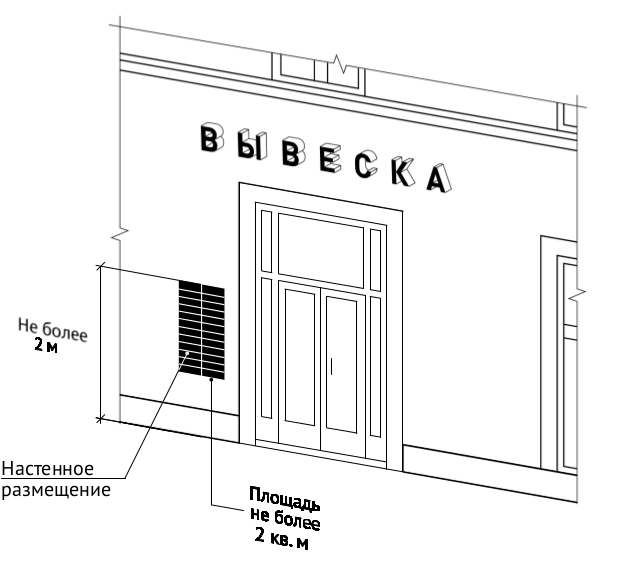 ВЫВЕСКА
Не более
2 м
Настенное
размещение
Площадь
не более
2 кв. м